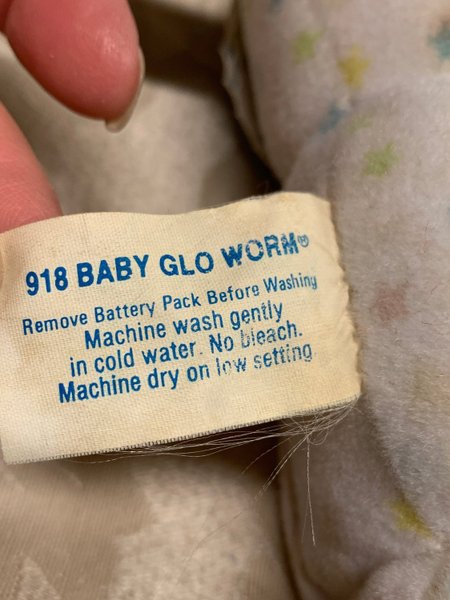 918 BABY GLO WORM®
Remove Battery Pack Before Washing
Machine wash gently
in cold water. No bleach.
Machine dry on low setting.